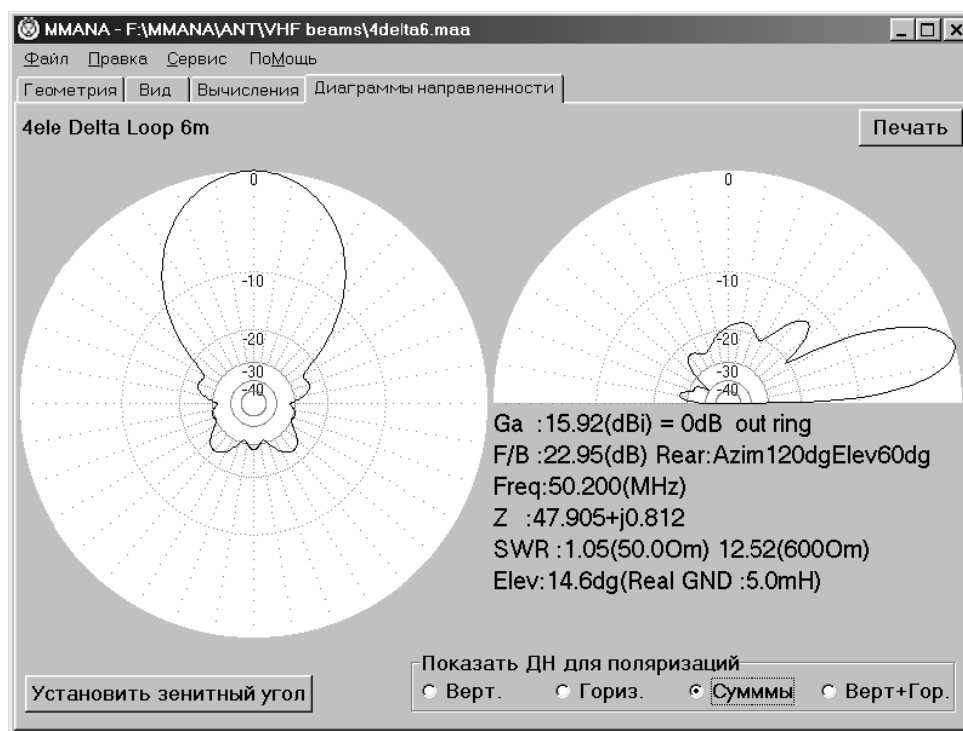 MMANA - F:\MMANA\ANT\VHF beams\4delta6.maa
Файл Правка Сервис ПоМощь
Геометрия Вид Вычисления Диаграммы направленности
4ele Delta Loop 6m
Печать
0
-10
-20
-30
-40
0
-10
-20
-30
-40
Ga :15.92(dBi) = 0dB out ring
F/B :22.95(dB) Rear:Azim120dgElev60dg
Freq:50.200(MHz)
Z :47.905+j0.812
SWR :1.05(50.0Om) 12.52(600Om)
Elev:14.6dg(Real GND :5.0mH)
Показать ДН для поляризаций
Установить зенитный угол
Верт. Гориз. Сумммы Верт+Гор.